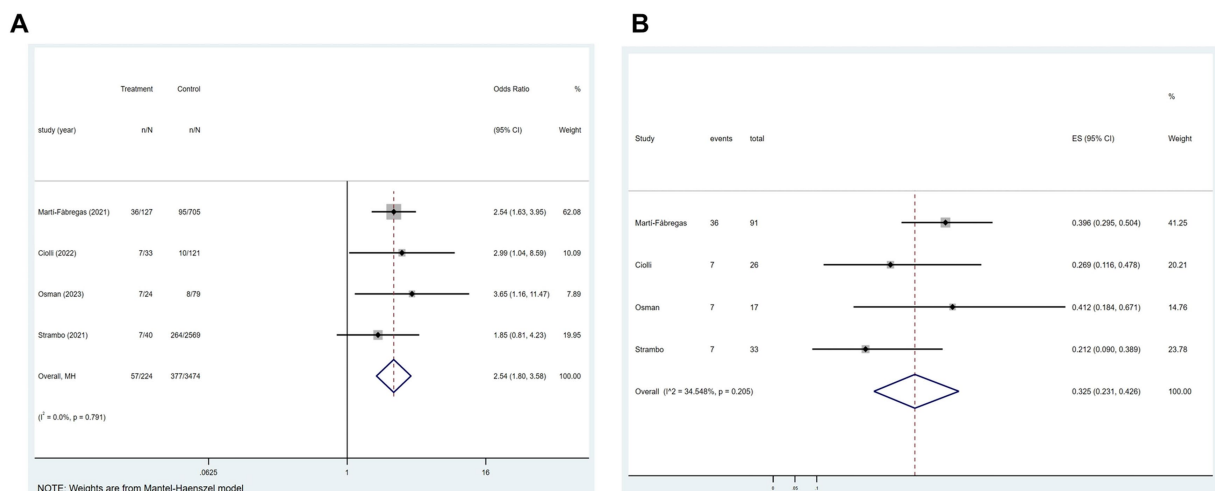 A
Treatment Control Odds Ratio %
study (year) n/N n/N (95% CI) Weight
Martí-Fàbregas (2021) 36/127 95/705 2.54 (1.63, 3.95) 62.08
Ciolli (2022) 7/33 10/121 2.99 (1.04, 8.59) 10.09
Osman (2023) 7/24 8/79 3.65 (1.16, 11.47) 7.89
Strambo (2021) 7/40 264/2569 1.85 (0.81, 4.23) 19.95
Overall, MH 57/224 377/3474 2.54 (1.80, 3.58) 100.00
(I² = 0.0%, p = 0.791)
.0625 1 16
NOTE: Weights are from Mantel-Haenszel model
B
%
Study events total ES (95% CI) Weight
Martí-Fàbregas 36 91 0.396 (0.295, 0.504) 41.25
Ciolli 7 26 0.269 (0.116, 0.478) 20.21
Osman 7 17 0.412 (0.184, 0.671) 14.76
Strambo 7 33 0.212 (0.090, 0.389) 23.78
Overall (I^2 = 34.548%, p = 0.205) 0.325 (0.231, 0.426) 100.00
0 .05 .1